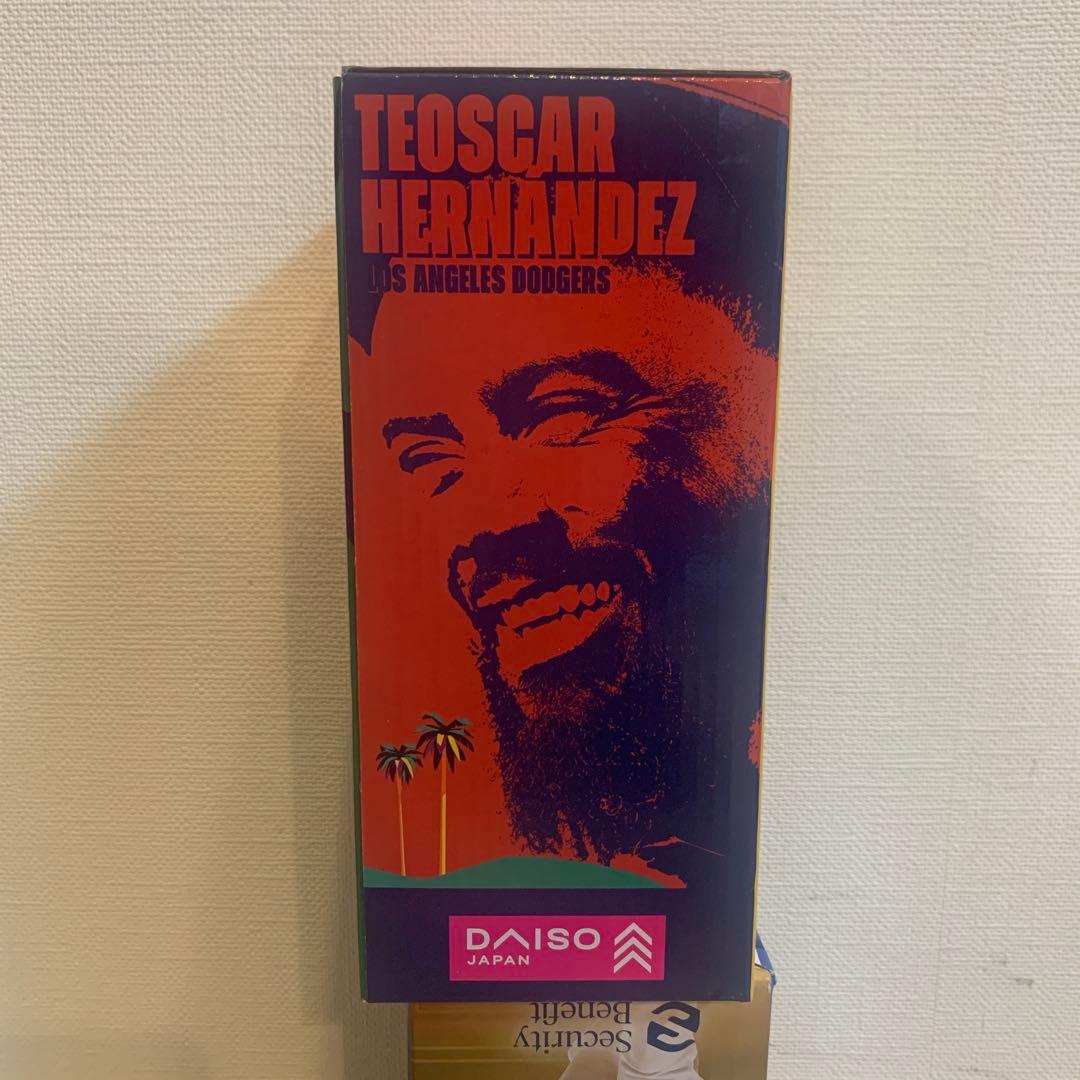 TEOSCAR
HERNÁNDEZ
LOS ANGELES DODGERS
DAISO
JAPAN
Security
Benefit